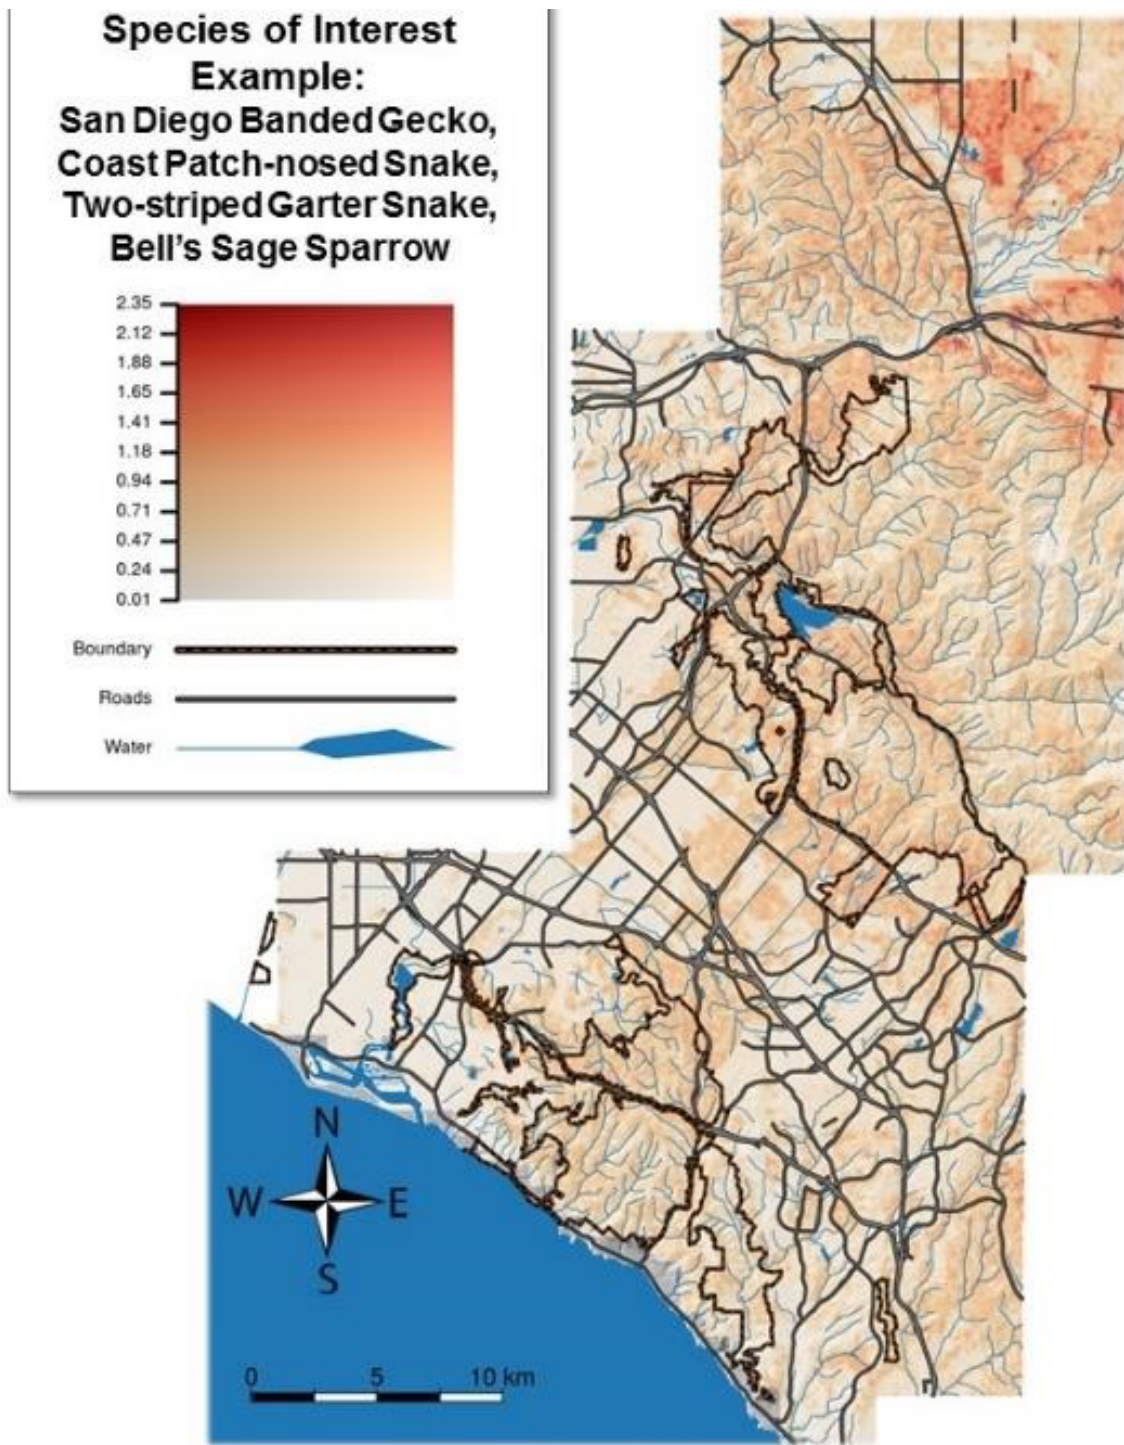 Species of Interest
Example:
San Diego Banded Gecko,
Coast Patch-nosed Snake,
Two-striped Garter Snake,
Bell's Sage Sparrow
2.35
2.12
1.88
1.65
1.41
1.18
0.94
0.71
0.47
0.24
0.01
Boundary
Roads
Water
N
W E
S
0 5 10 km